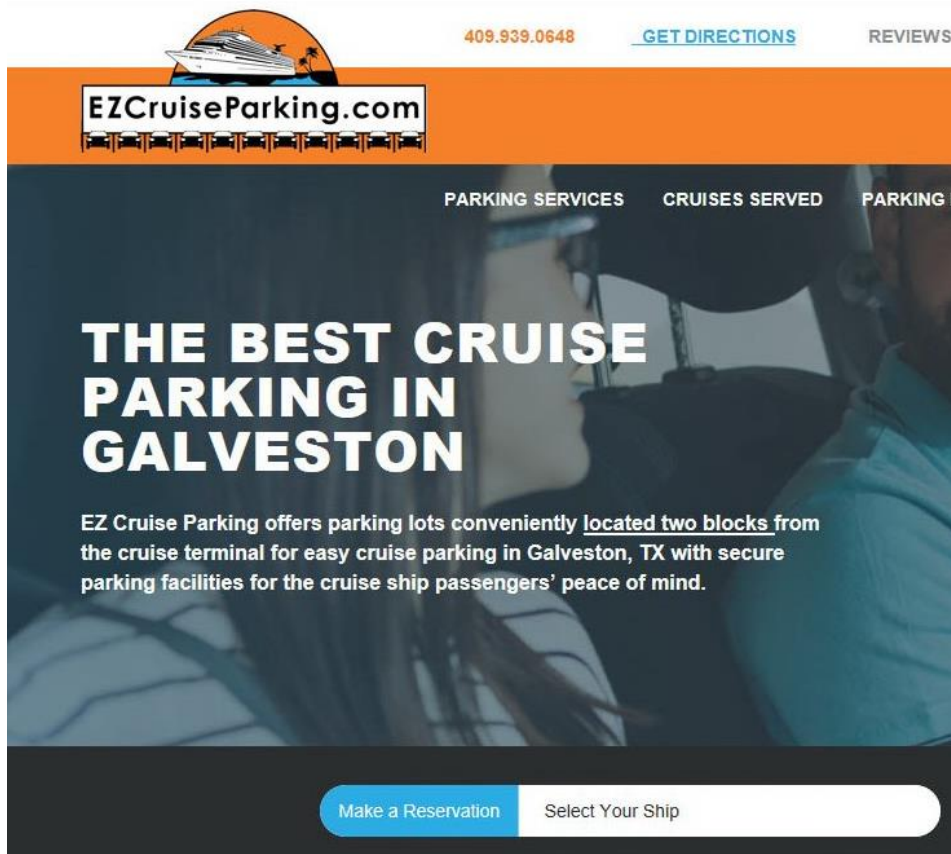 409.939.0648 GET DIRECTIONS REVIEWS
EZCruiseParking.com
PARKING SERVICES CRUISES SERVED PARKING
THE BEST CRUISE
PARKING IN
GALVESTON
EZ Cruise Parking offers parking lots conveniently located two blocks from
the cruise terminal for easy cruise parking in Galveston, TX with secure
parking facilities for the cruise ship passengers’ peace of mind.
Make a Reservation Select Your Ship